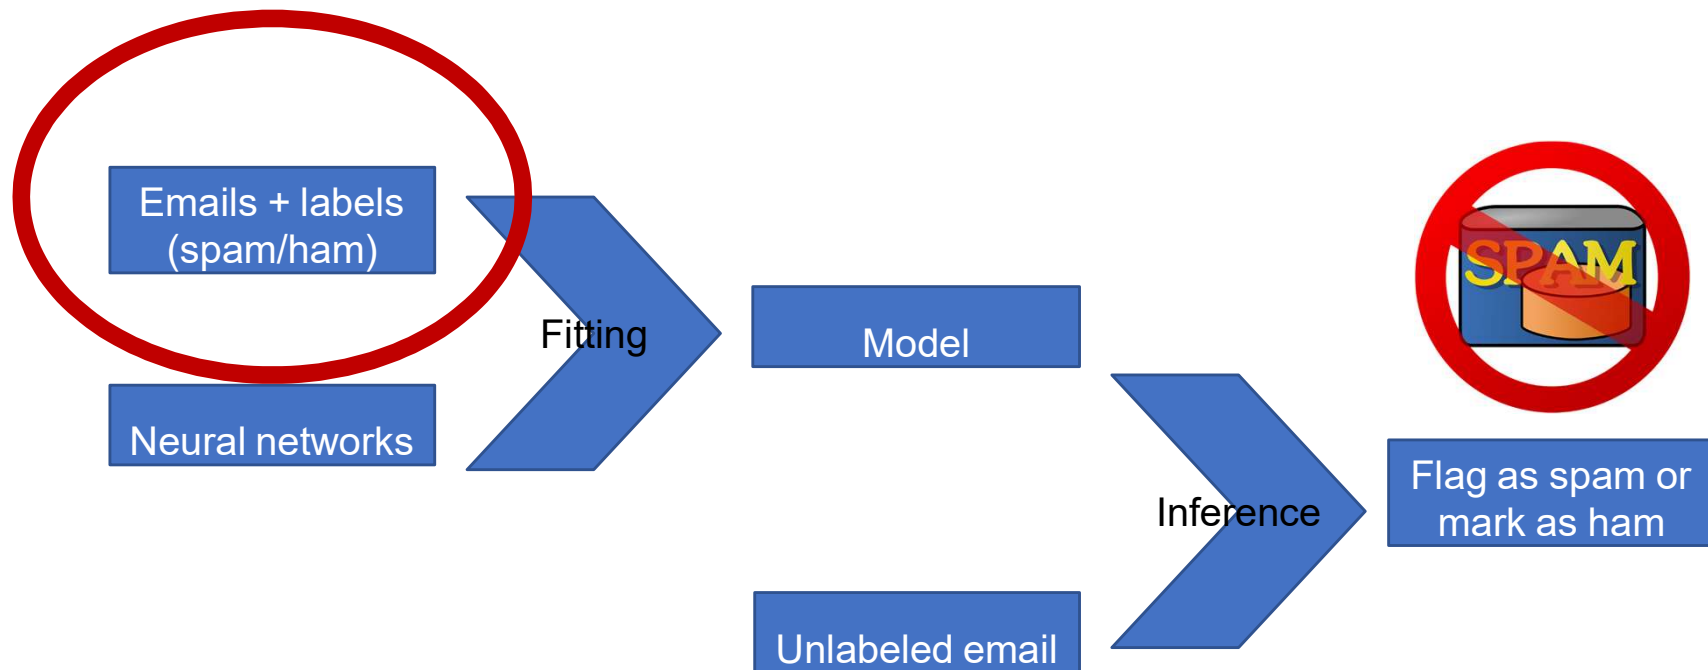 Emails + labels
(spam/ham)
Neural networks
Fitting
Model
Unlabeled email
Inference
SPAM
Flag as spam or
mark as ham